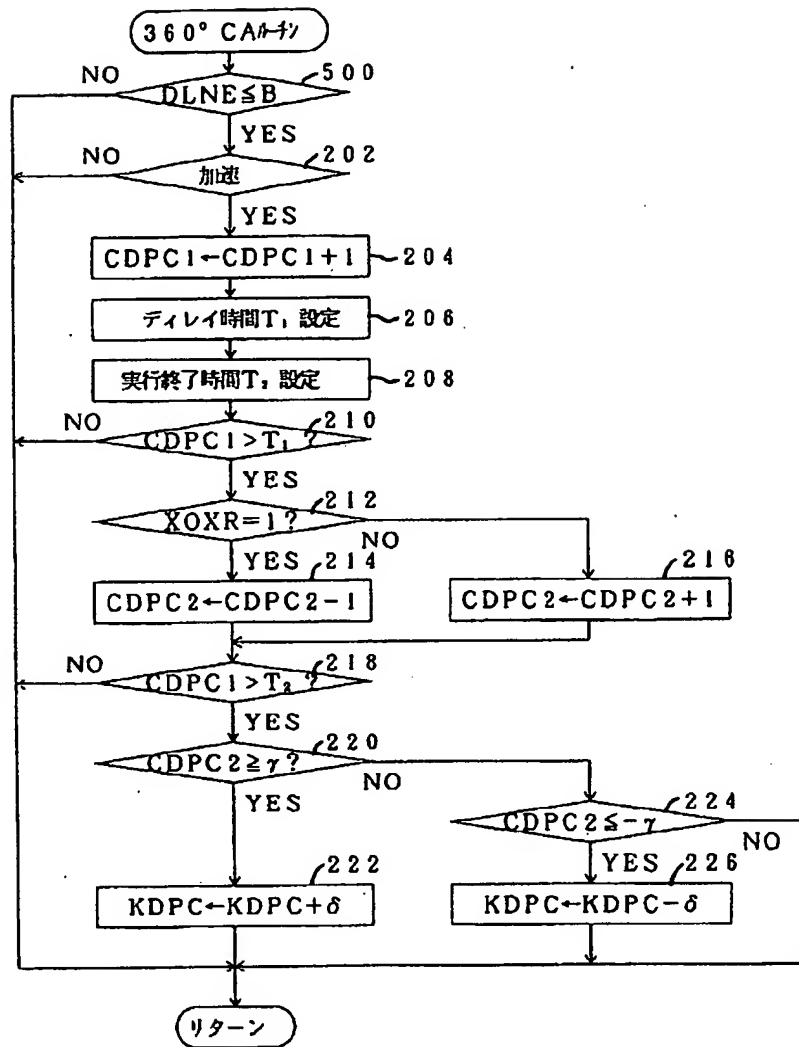 360° CAルーチン
500
NO
DLNE≦B
YES
202
NO
加速
YES
CDPC1←CDPC1+1
204
ディレイ時間T₁ 設定
206
実行終了時間T₂ 設定
208
210
NO
CDPC1>T₁ ?
YES
212
XOXR=1?
NO
YES
214
216
CDPC2←CDPC2-1
CDPC2←CDPC2+1
218
NO
CDPC1>T₂ ?
YES
220
CDPC2≧γ?
NO
YES
224
CDPC2≦-γ
NO
YES
222
226
KDPC←KDPC+δ
KDPC←KDPC-δ
リターン